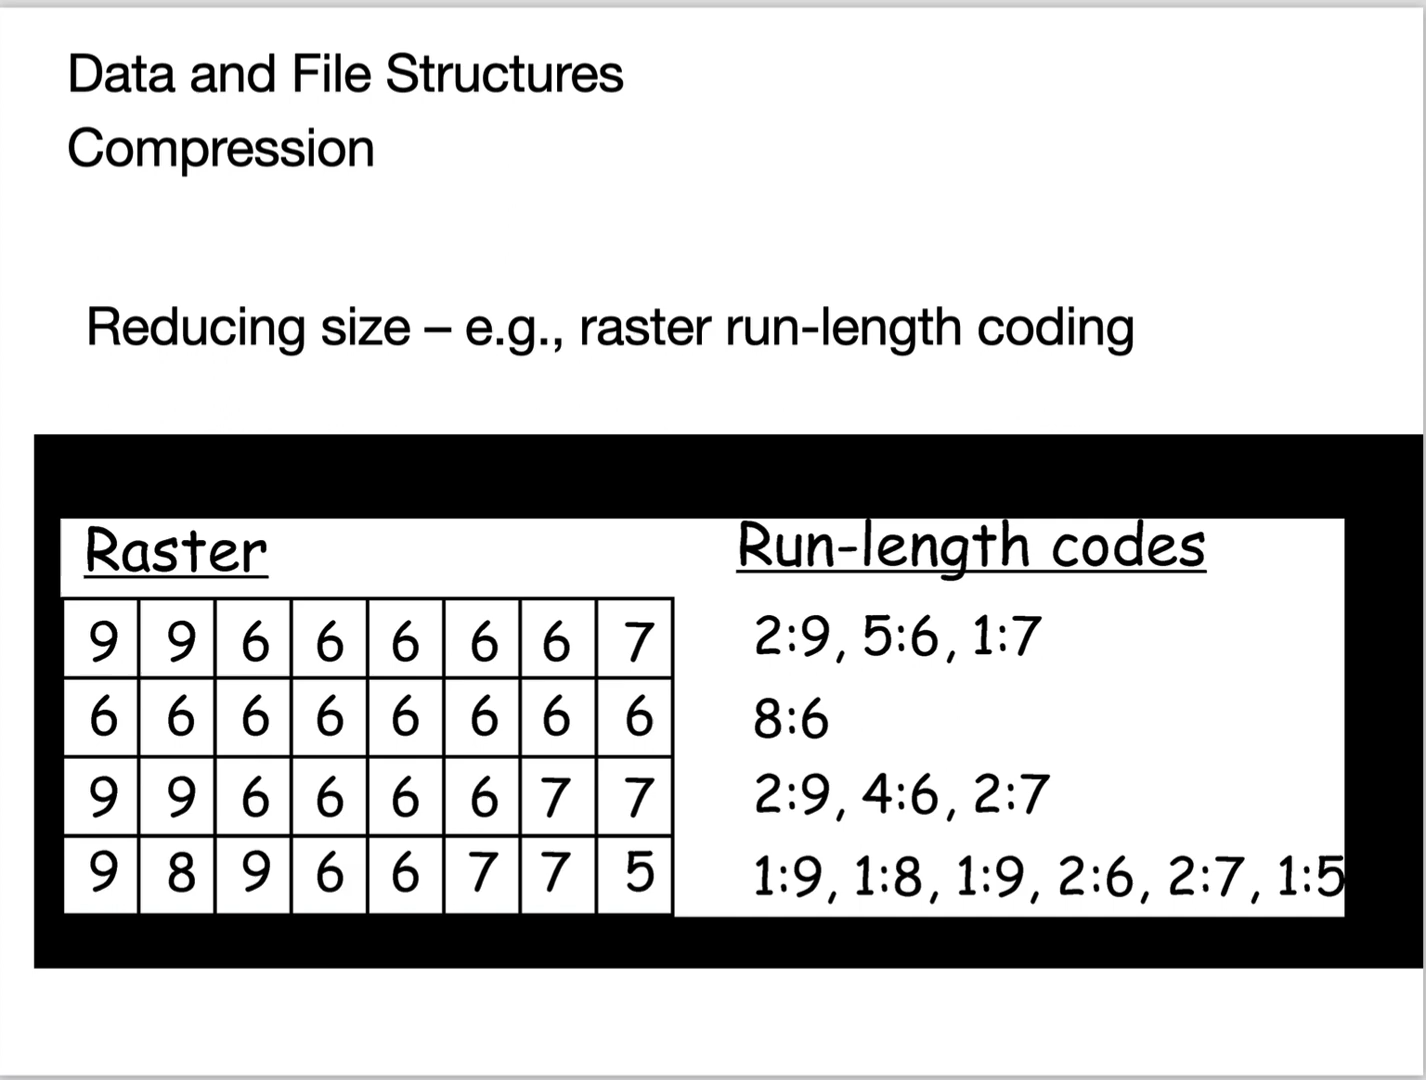 Data and File Structures
Compression
Reducing size – e.g., raster run-length coding
Raster
Run-length codes
9 9 6 6 6 6 6 7
2:9, 5:6, 1:7
6 6 6 6 6 6 6 6
8:6
9 9 6 6 6 6 7 7
2:9, 4:6, 2:7
9 8 9 6 6 7 7 5
1:9, 1:8, 1:9, 2:6, 2:7, 1:5